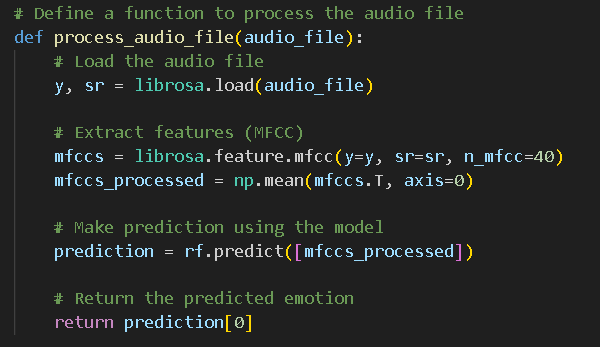 # Define a function to process the audio file
def process_audio_file(audio_file):
    # Load the audio file
    y, sr = librosa.load(audio_file)

    # Extract features (MFCC)
    mfccs = librosa.feature.mfcc(y=y, sr=sr, n_mfcc=40)
    mfccs_processed = np.mean(mfccs.T, axis=0)

    # Make prediction using the model
    prediction = rf.predict([mfccs_processed])

    # Return the predicted emotion
    return prediction[0]